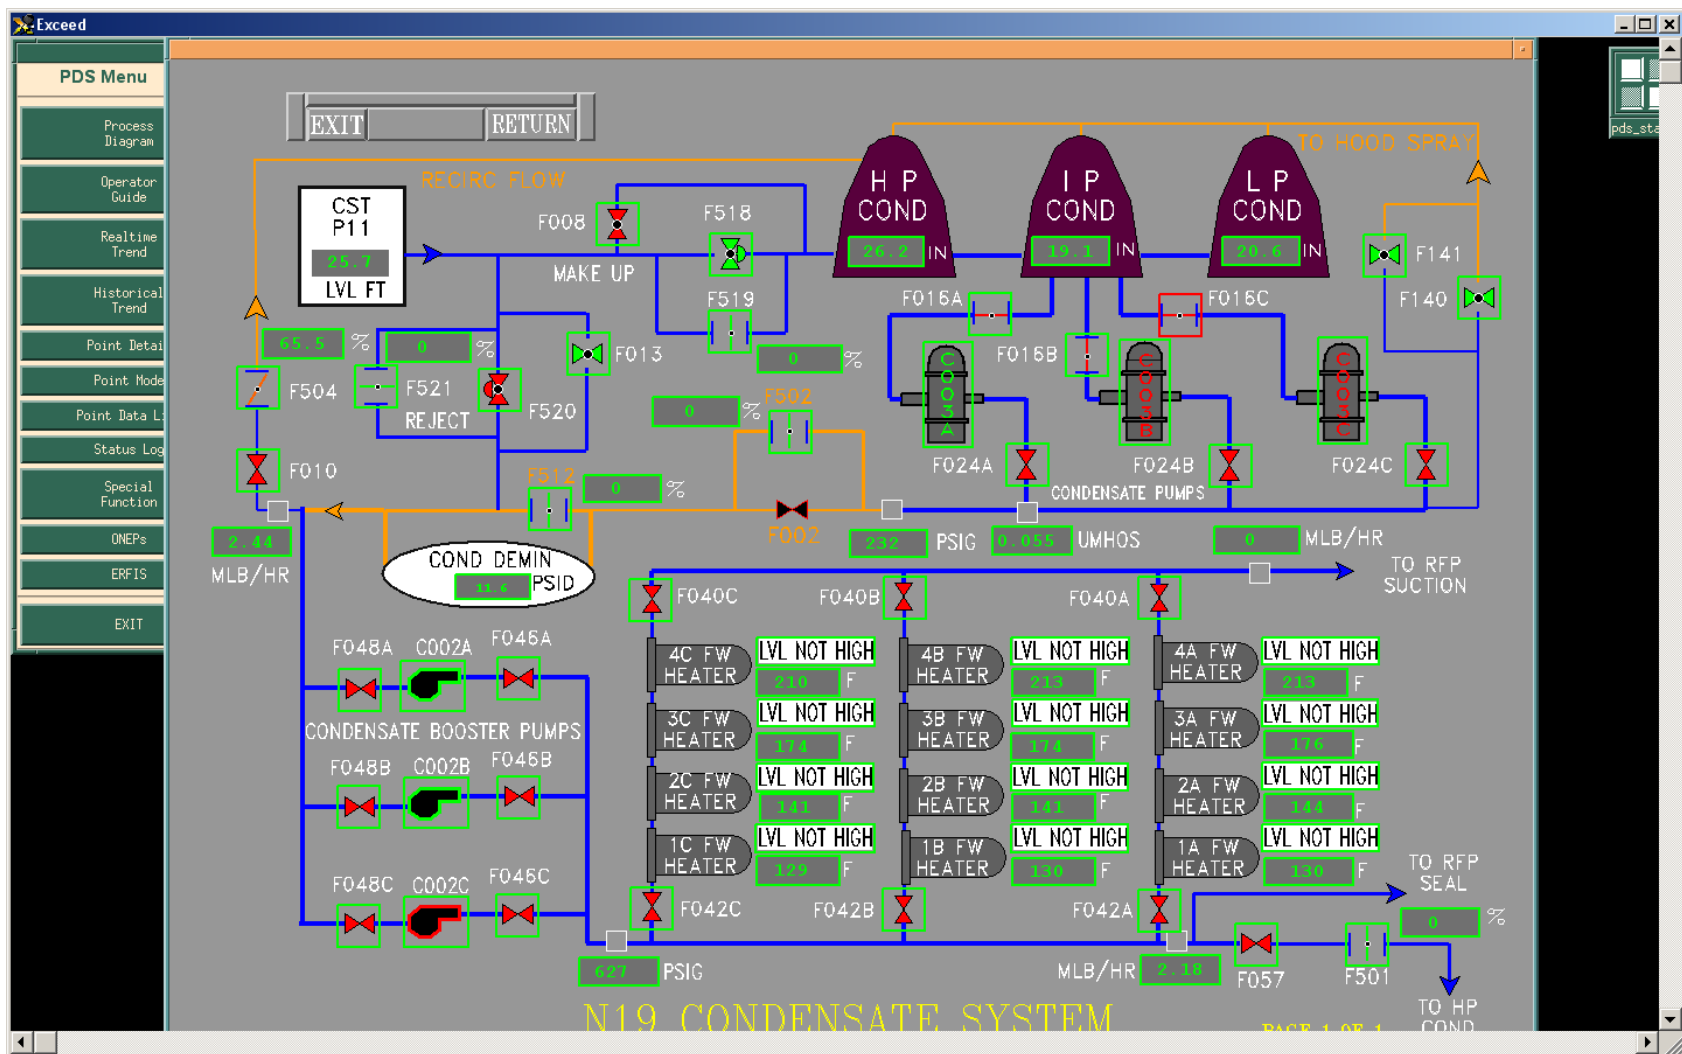 Exceed
PDS Menu
Process
Diagram
Operator
Guide
Realtime
Trend
Historical
Trend
Point Detai
Point Mode
Point Data Li
Status Log
Special
Function
ONEPs
ERFIS
EXIT
pds_sta
EXIT RETURN
TO HOOD SPRAY
RECIRC FLOW
CST
P11
25.7
LVL FT
F008
F518
MAKE UP
F519
0 %
H P
COND
26.2 IN
I P
COND
19.1 IN
L P
COND
20.6 IN
F141
F140
F016A
F016B
F016C
C003A
C003B
C003C
F024A
F024B
F024C
CONDENSATE PUMPS
65.5 %
F504
F010
0 %
F521
REJECT
F520
F013
0 %
F502
F512
0 %
F002
2.44
MLB/HR
COND DEMIN
11.6 PSID
232 PSIG
0.055 UMHOS
0 MLB/HR
TO RFP
SUCTION
F040C
F040B
F040A
F048A C002A F046A
CONDENSATE BOOSTER PUMPS
F048B C002B F046B
F048C C002C F046C
4C FW
HEATER
LVL NOT HIGH
210 F
4B FW
HEATER
LVL NOT HIGH
213 F
4A FW
HEATER
LVL NOT HIGH
213 F
3C FW
HEATER
LVL NOT HIGH
174 F
3B FW
HEATER
LVL NOT HIGH
174 F
3A FW
HEATER
LVL NOT HIGH
176 F
2C FW
HEATER
LVL NOT HIGH
141 F
2B FW
HEATER
LVL NOT HIGH
141 F
2A FW
HEATER
LVL NOT HIGH
144 F
1C FW
HEATER
LVL NOT HIGH
129 F
1B FW
HEATER
LVL NOT HIGH
130 F
1A FW
HEATER
LVL NOT HIGH
130 F
F042C
F042B
F042A
TO RFP
SEAL
0 %
627 PSIG
MLB/HR 2.18
F057
F501
TO HP
COND
N19 CONDENSATE SYSTEM
PAGE 1 OF 1